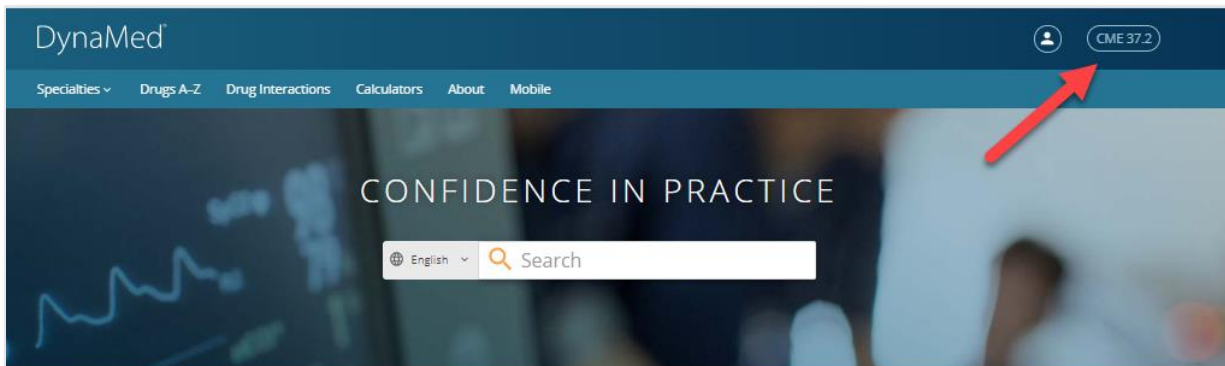 DynaMed
CME 37.2
Specialties Drugs A–Z Drug Interactions Calculators About Mobile
CONFIDENCE IN PRACTICE
English Search